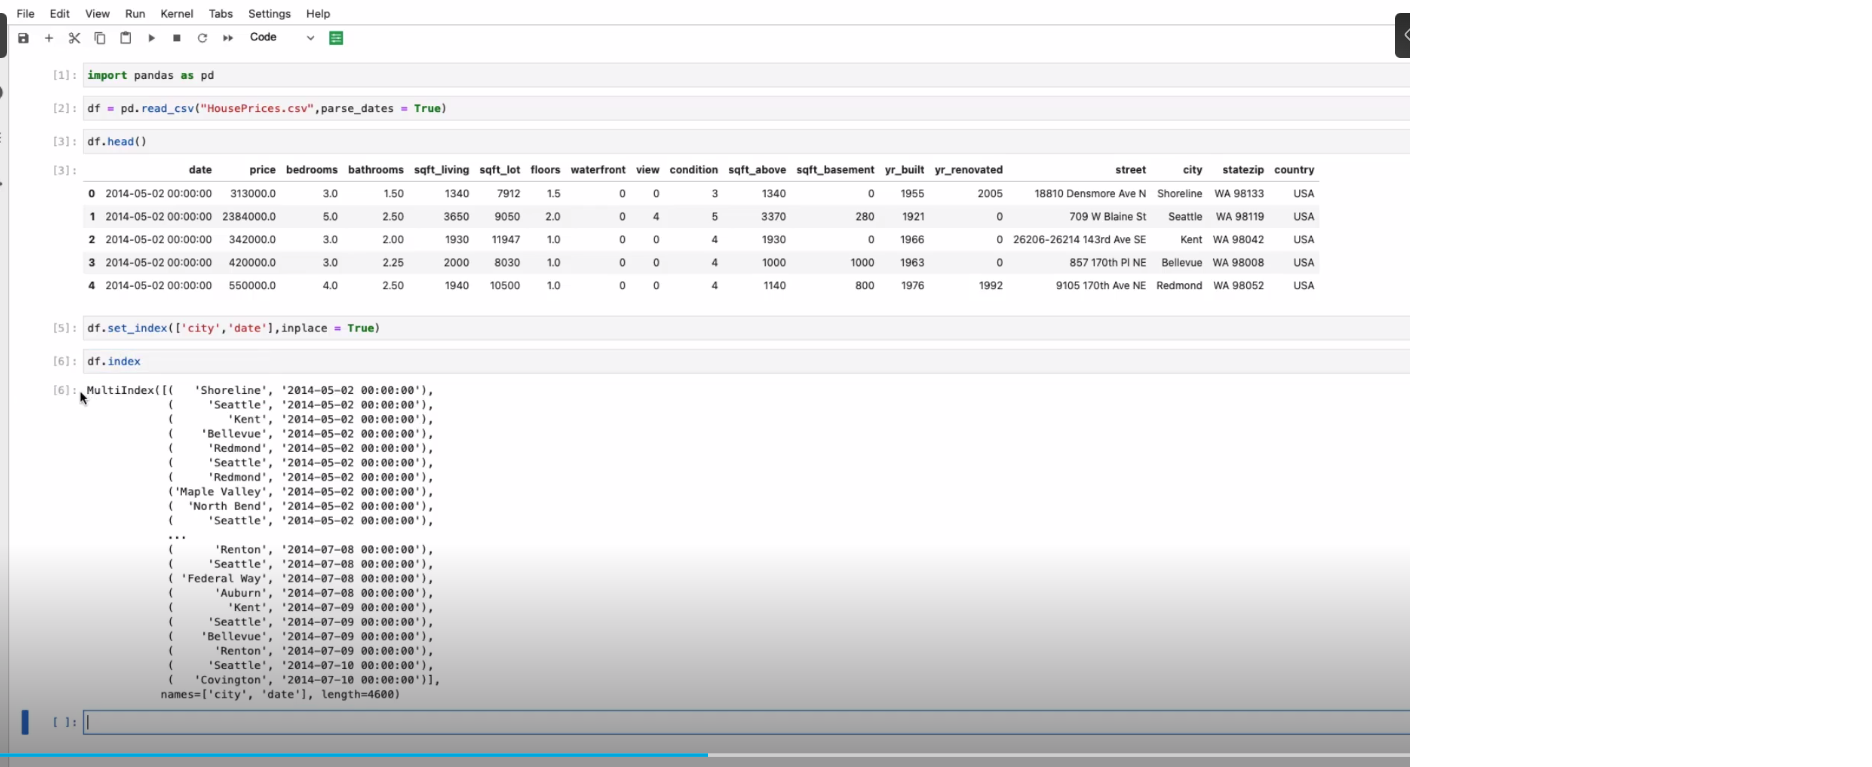 File Edit View Run Kernel Tabs Settings Help
Code
[1]: import pandas as pd
[2]: df = pd.read_csv("HousePrices.csv",parse_dates = True)
[3]: df.head()
[3]: date price bedrooms bathrooms sqft_living sqft_lot floors waterfront view condition sqft_above sqft_basement yr_built yr_renovated street city statezip country
0 2014-05-02 00:00:00 313000.0 3.0 1.50 1340 7912 1.5 0 0 3 1340 0 1955 2005 18810 Densmore Ave N Shoreline WA 98133 USA
1 2014-05-02 00:00:00 2384000.0 5.0 2.50 3650 9050 2.0 0 4 5 3370 280 1921 0 709 W Blaine St Seattle WA 98119 USA
2 2014-05-02 00:00:00 342000.0 3.0 2.00 1930 11947 1.0 0 0 4 1930 0 1966 0 26206-26214 143rd Ave SE Kent WA 98042 USA
3 2014-05-02 00:00:00 420000.0 3.0 2.25 2000 8030 1.0 0 0 4 1000 1000 1963 0 857 170th Pl NE Bellevue WA 98008 USA
4 2014-05-02 00:00:00 550000.0 4.0 2.50 1940 10500 1.0 0 0 4 1140 800 1976 1992 9105 170th Ave NE Redmond WA 98052 USA
[5]: df.set_index(['city','date'],inplace = True)
[6]: df.index
[6]: MultiIndex([( 'Shoreline', '2014-05-02 00:00:00'),
( 'Seattle', '2014-05-02 00:00:00'),
( 'Kent', '2014-05-02 00:00:00'),
( 'Bellevue', '2014-05-02 00:00:00'),
( 'Redmond', '2014-05-02 00:00:00'),
( 'Seattle', '2014-05-02 00:00:00'),
( 'Redmond', '2014-05-02 00:00:00'),
('Maple Valley', '2014-05-02 00:00:00'),
( 'North Bend', '2014-05-02 00:00:00'),
( 'Seattle', '2014-05-02 00:00:00'),
...
( 'Renton', '2014-07-08 00:00:00'),
( 'Seattle', '2014-07-08 00:00:00'),
( 'Federal Way', '2014-07-08 00:00:00'),
( 'Auburn', '2014-07-08 00:00:00'),
( 'Kent', '2014-07-09 00:00:00'),
( 'Seattle', '2014-07-09 00:00:00'),
( 'Bellevue', '2014-07-09 00:00:00'),
( 'Renton', '2014-07-09 00:00:00'),
( 'Seattle', '2014-07-10 00:00:00'),
( 'Covington', '2014-07-10 00:00:00')],
names=['city', 'date'], length=4600)
[ ]: